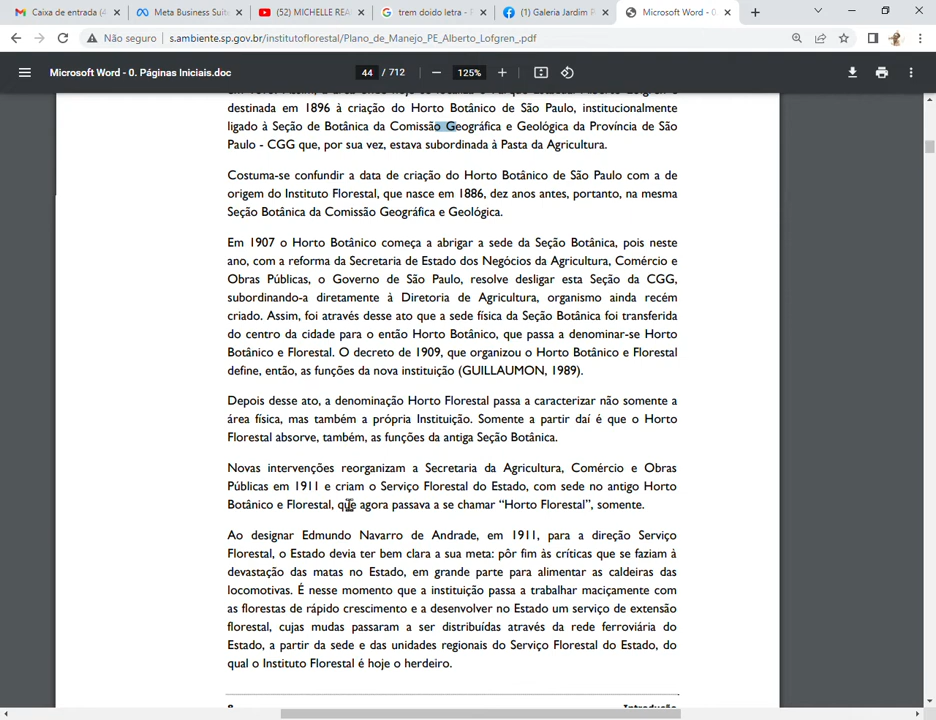 Caixa de entrada (4
Meta Business Suit
(52) MICHELLE REA
trem doido letra - P
(1) Galeria Jardim P
Microsoft Word - 0.
Não seguro
s.ambiente.sp.gov.br/institutoflorestal/Plano_de_Manejo_PE_Alberto_Lofgren_.pdf
Microsoft Word - 0. Páginas Iniciais.doc
44 / 712
125%
destinada em 1896 à criação do Horto Botânico de São Paulo, institucionalmente
ligado à Seção de Botânica da Comissão Geográfica e Geológica da Província de São
Paulo - CGG que, por sua vez, estava subordinada à Pasta da Agricultura.
Costuma-se confundir a data de criação do Horto Botânico de São Paulo com a de
origem do Instituto Florestal, que nasce em 1886, dez anos antes, portanto, na mesma
Seção Botânica da Comissão Geográfica e Geológica.
Em 1907 o Horto Botânico começa a abrigar a sede da Seção Botânica, pois neste
ano, com a reforma da Secretaria de Estado dos Negócios da Agricultura, Comércio e
Obras Públicas, o Governo de São Paulo, resolve desligar esta Seção da CGG,
subordinando-a diretamente à Diretoria de Agricultura, organismo ainda recém
criado. Assim, foi através desse ato que a sede física da Seção Botânica foi transferida
do centro da cidade para o então Horto Botânico, que passa a denominar-se Horto
Botânico e Florestal. O decreto de 1909, que organizou o Horto Botânico e Florestal
define, então, as funções da nova instituição (GUILLAUMON, 1989).
Depois desse ato, a denominação Horto Florestal passa a caracterizar não somente a
área física, mas também a própria Instituição. Somente a partir daí é que o Horto
Florestal absorve, também, as funções da antiga Seção Botânica.
Novas intervenções reorganizam a Secretaria da Agricultura, Comércio e Obras
Públicas em 1911 e criam o Serviço Florestal do Estado, com sede no antigo Horto
Botânico e Florestal, que agora passava a se chamar “Horto Florestal”, somente.
Ao designar Edmundo Navarro de Andrade, em 1911, para a direção Serviço
Florestal, o Estado devia ter bem clara a sua meta: pôr fim às críticas que se faziam à
devastação das matas no Estado, em grande parte para alimentar as caldeiras das
locomotivas. É nesse momento que a instituição passa a trabalhar maciçamente com
as florestas de rápido crescimento e a desenvolver no Estado um serviço de extensão
florestal, cujas mudas passaram a ser distribuídas através da rede ferroviária do
Estado, a partir da sede e das unidades regionais do Serviço Florestal do Estado, do
qual o Instituto Florestal é hoje o herdeiro.
8 Introdução